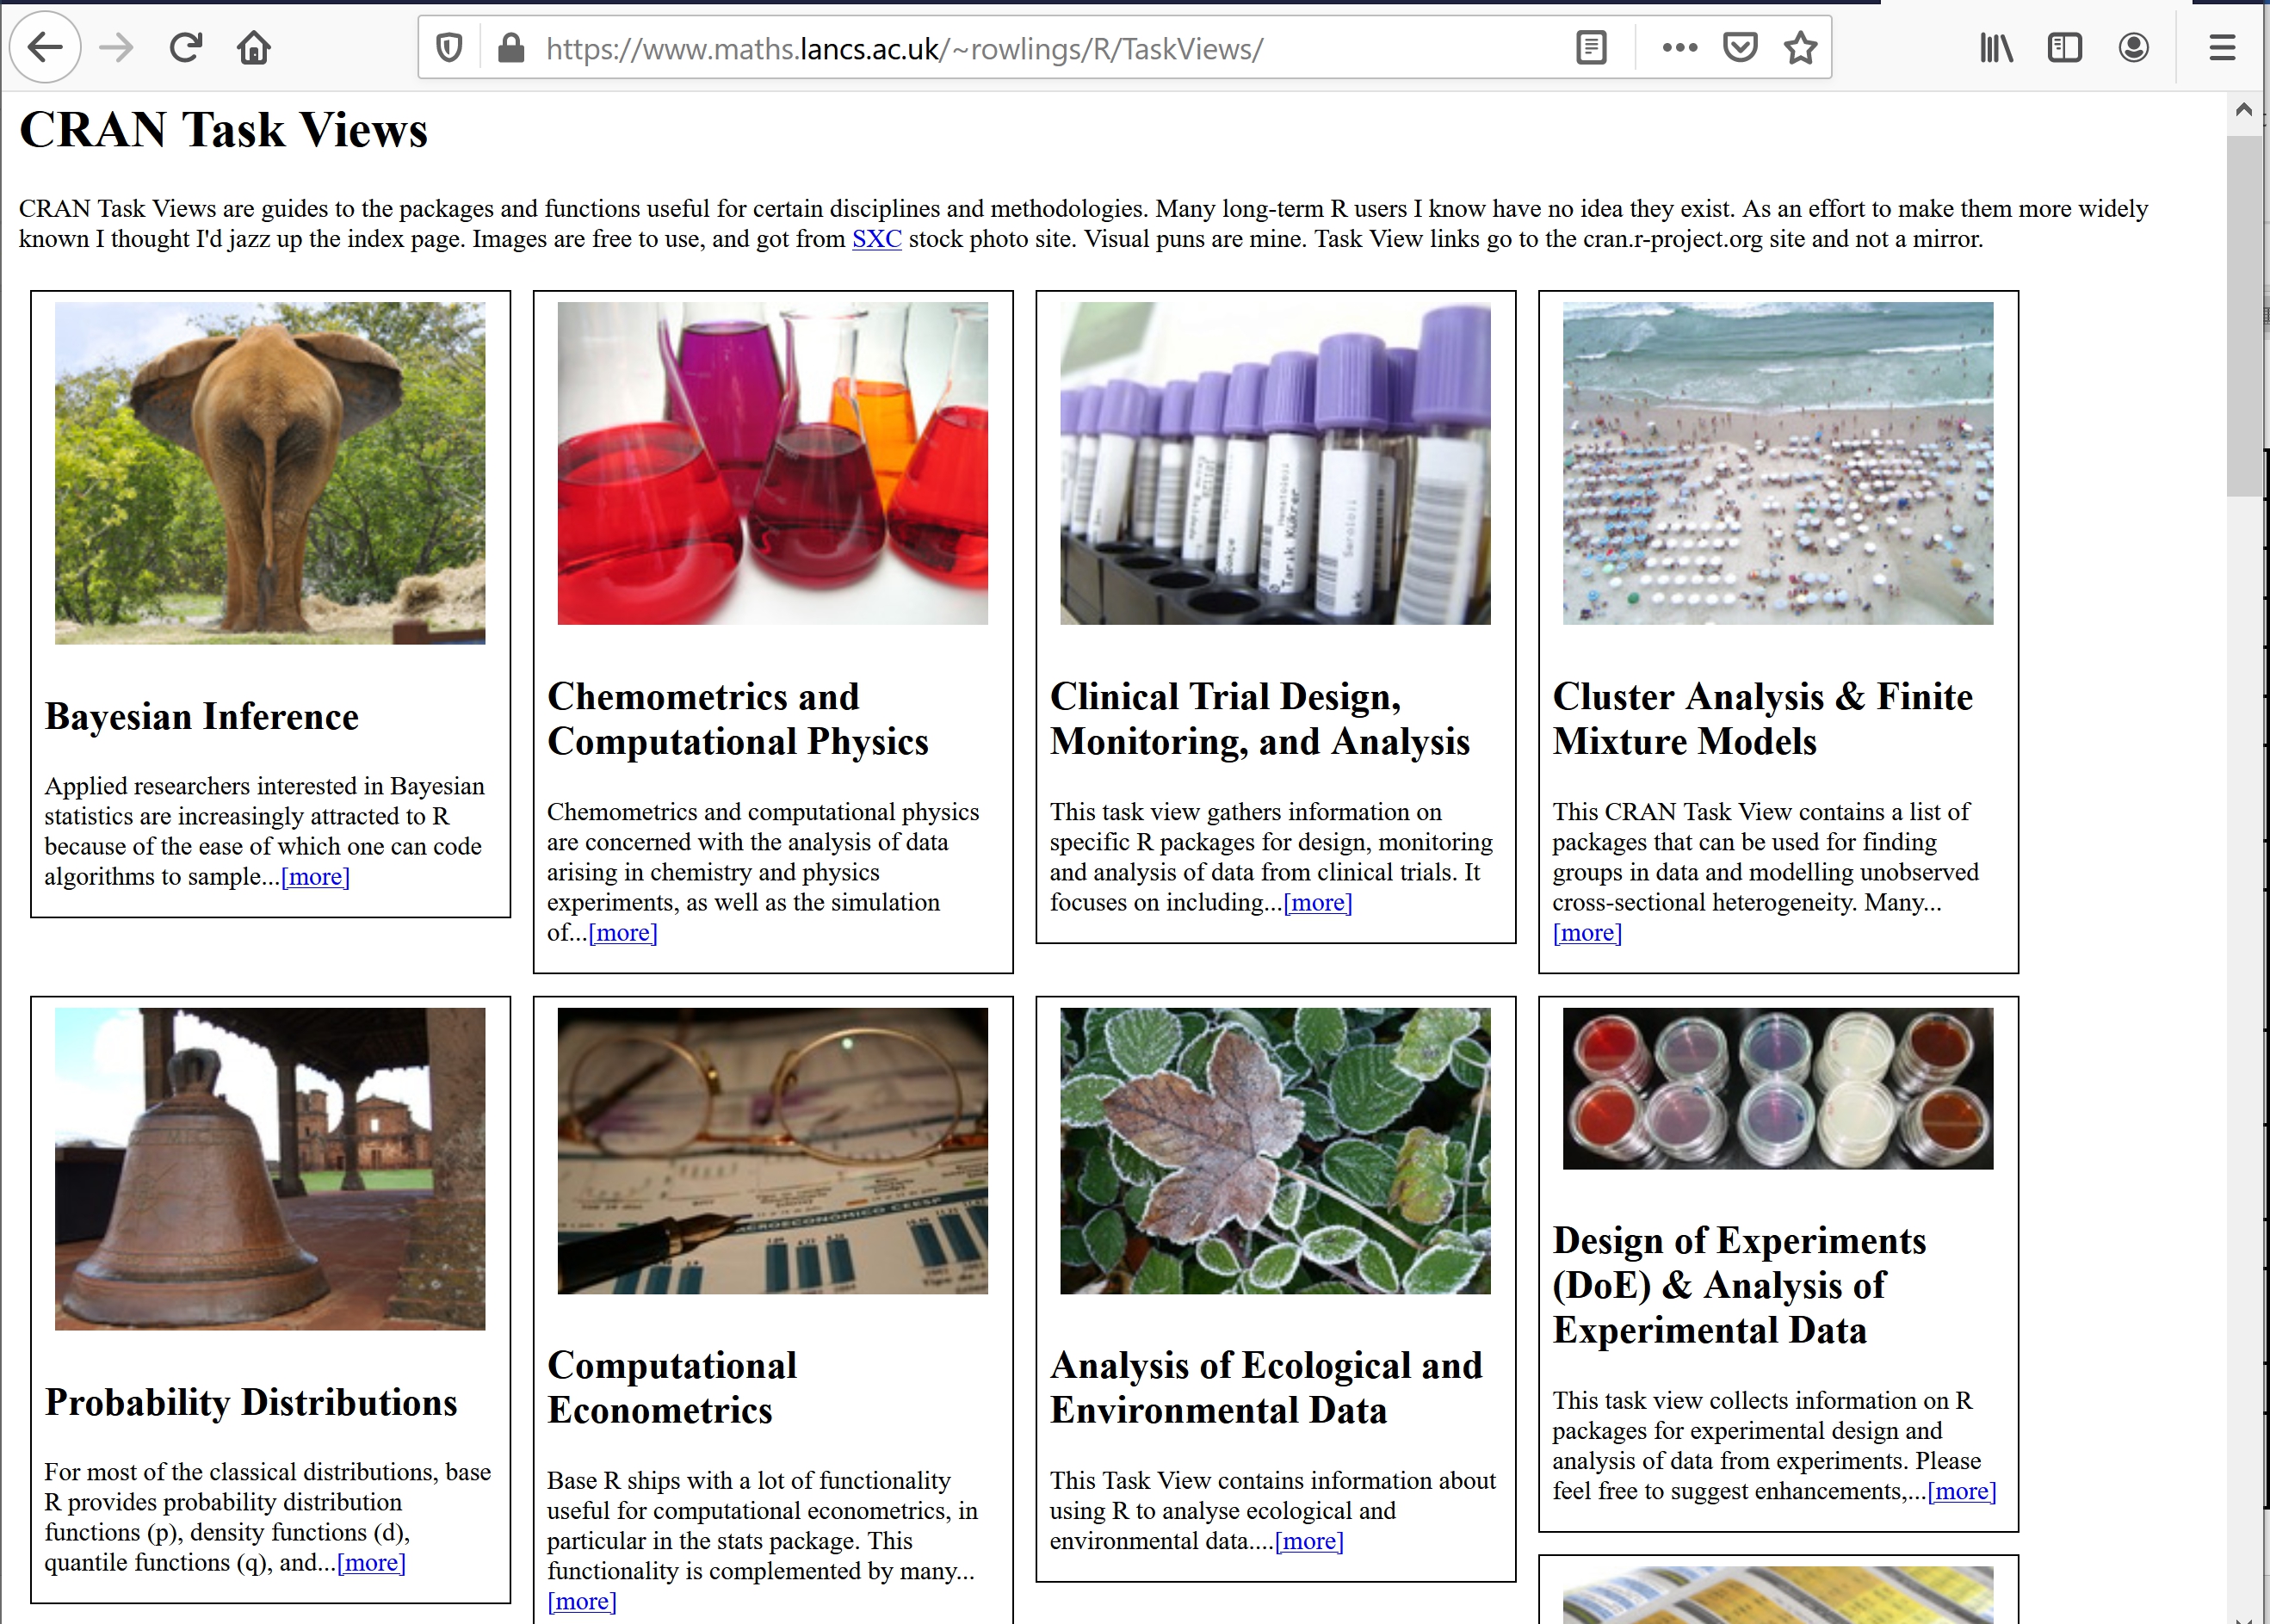 https://www.maths.lancs.ac.uk/~rowlings/R/TaskViews/
CRAN Task Views
CRAN Task Views are guides to the packages and functions useful for certain disciplines and methodologies. Many long-term R users I know have no idea they exist. As an effort to make them more widely
known I thought I'd jazz up the index page. Images are free to use, and got from SXC stock photo site. Visual puns are mine. Task View links go to the cran.r-project.org site and not a mirror.
Bayesian Inference
Applied researchers interested in Bayesian
statistics are increasingly attracted to R
because of the ease of which one can code
algorithms to sample...[more]
Tarik Kükrer
Seroloji
Chemometrics and
Computational Physics
Chemometrics and computational physics
are concerned with the analysis of data
arising in chemistry and physics
experiments, as well as the simulation
of...[more]
Clinical Trial Design,
Monitoring, and Analysis
This task view gathers information on
specific R packages for design, monitoring
and analysis of data from clinical trials. It
focuses on including...[more]
Cluster Analysis & Finite
Mixture Models
This CRAN Task View contains a list of
packages that can be used for finding
groups in data and modelling unobserved
cross-sectional heterogeneity. Many...
[more]
Probability Distributions
For most of the classical distributions, base
R provides probability distribution
functions (p), density functions (d),
quantile functions (q), and...[more]
Computational
Econometrics
Base R ships with a lot of functionality
useful for computational econometrics, in
particular in the stats package. This
functionality is complemented by many...
[more]
Analysis of Ecological and
Environmental Data
This Task View contains information about
using R to analyse ecological and
environmental data....[more]
Design of Experiments
(DoE) & Analysis of
Experimental Data
This task view collects information on R
packages for experimental design and
analysis of data from experiments. Please
feel free to suggest enhancements,...[more]